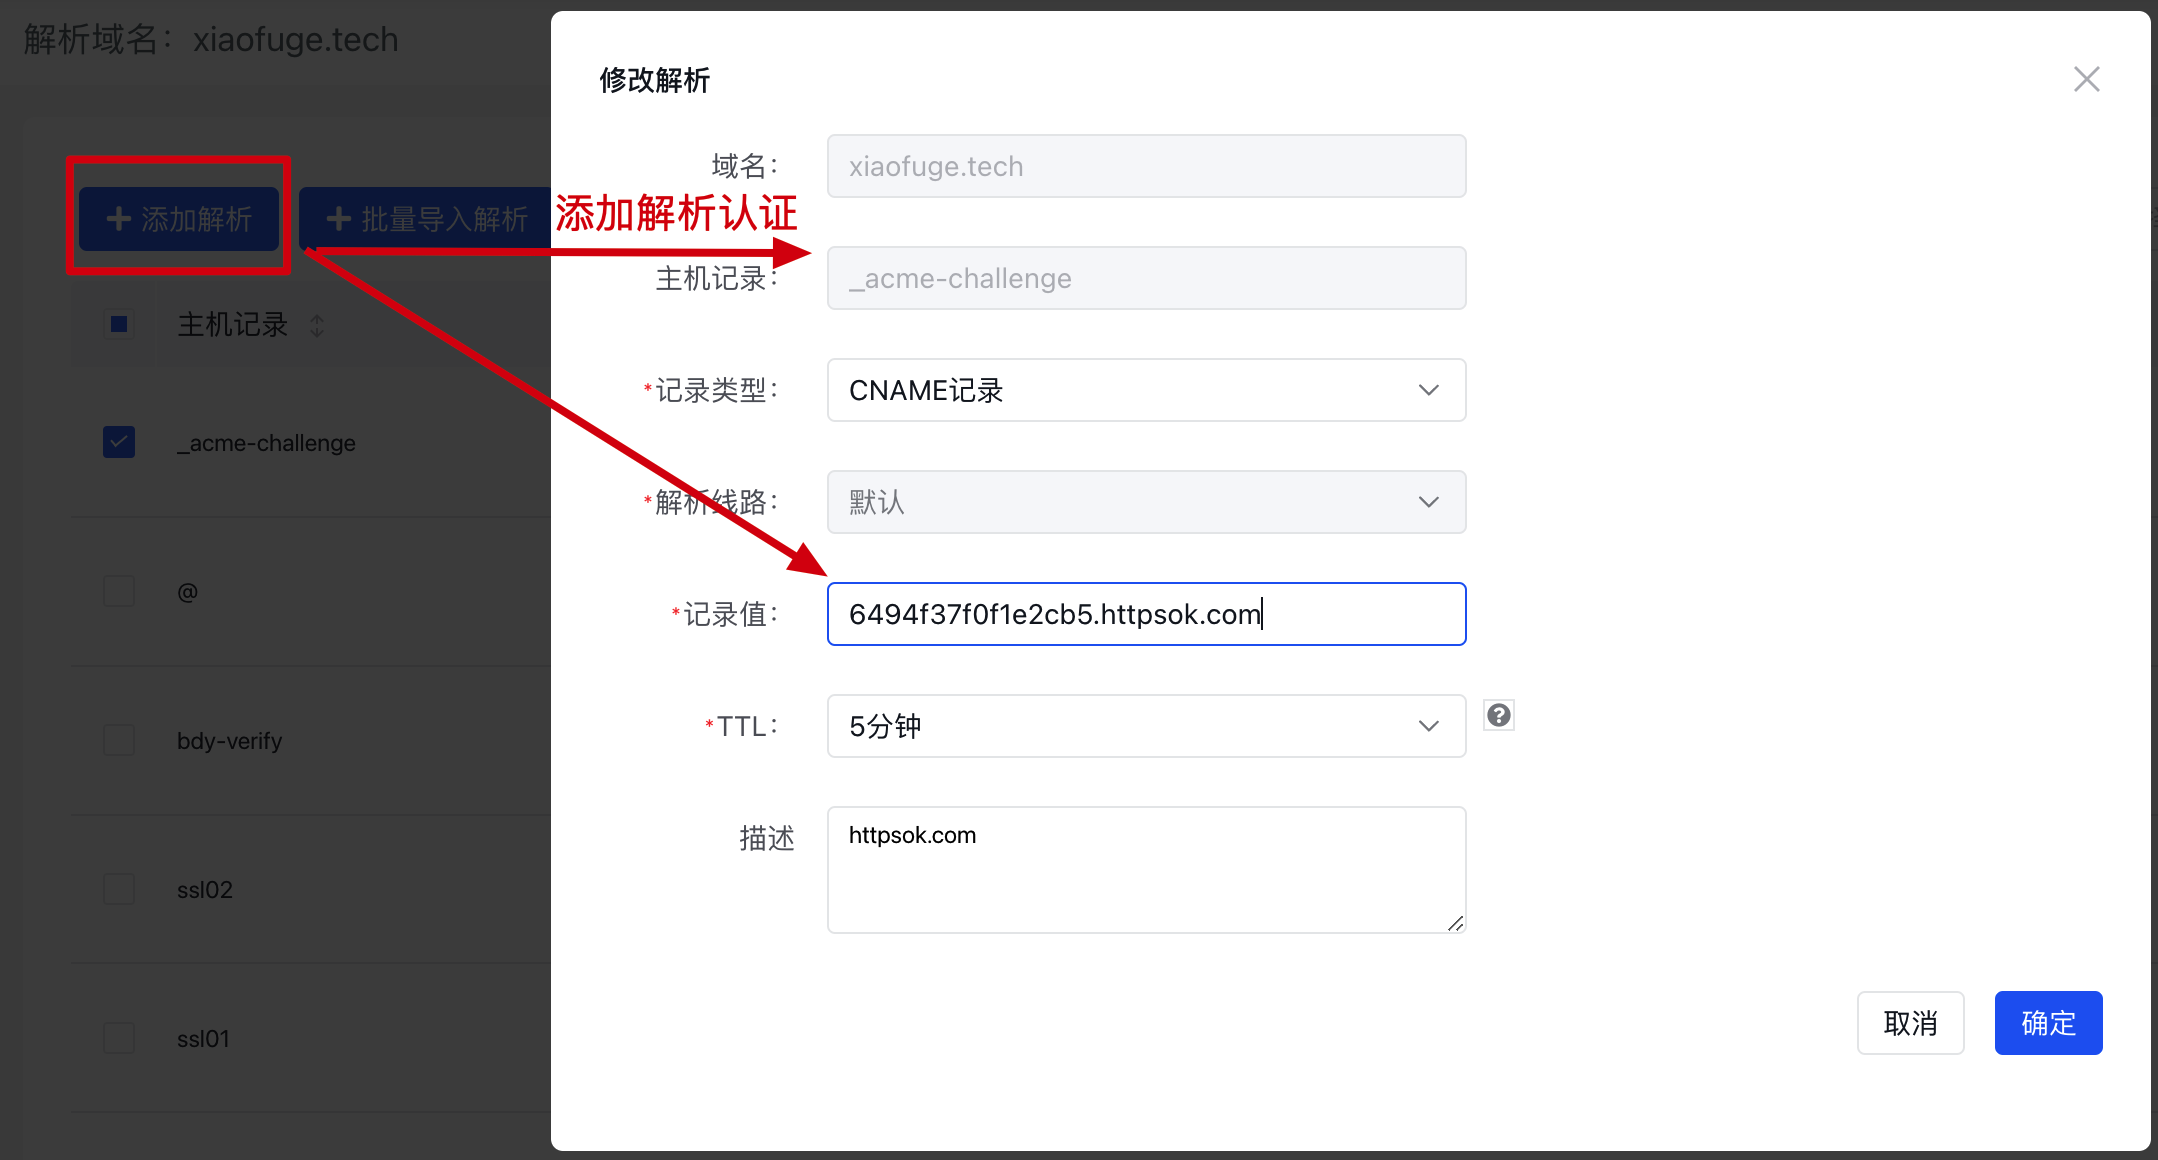 解析域名： xiaofuge.tech
添加解析
批量导入解析
主机记录
_acme-challenge
@
bdy-verify
ssl02
ssl01
添加解析认证
修改解析
域名：
xiaofuge.tech
主机记录：
_acme-challenge
*记录类型：
CNAME记录
*解析线路：
默认
*记录值：
6494f37f0f1e2cb5.httpsok.com
*TTL：
5分钟
描述
httpsok.com
取消
确定